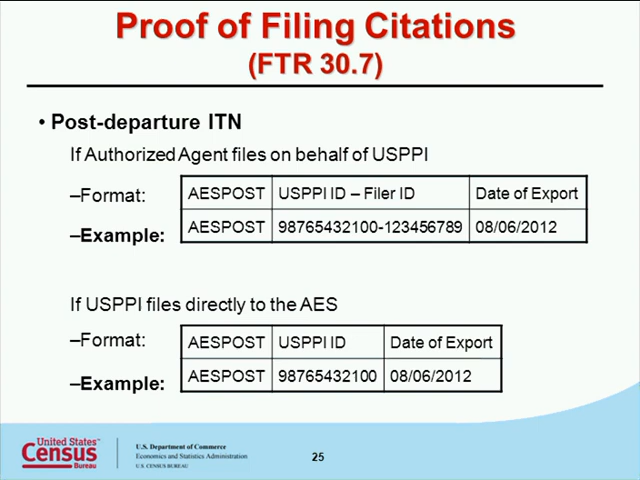 Proof of Filing Citations
(FTR 30.7)
• Post-departure ITN
If Authorized Agent files on behalf of USPPI
–Format: AESPOST USPPI ID – Filer ID Date of Export
–Example: AESPOST 98765432100-123456789 08/06/2012
If USPPI files directly to the AES
–Format: AESPOST USPPI ID Date of Export
–Example: AESPOST 98765432100 08/06/2012
United States™
Census
Bureau
U.S. Department of Commerce
Economics and Statistics Administration
U.S. CENSUS BUREAU
25